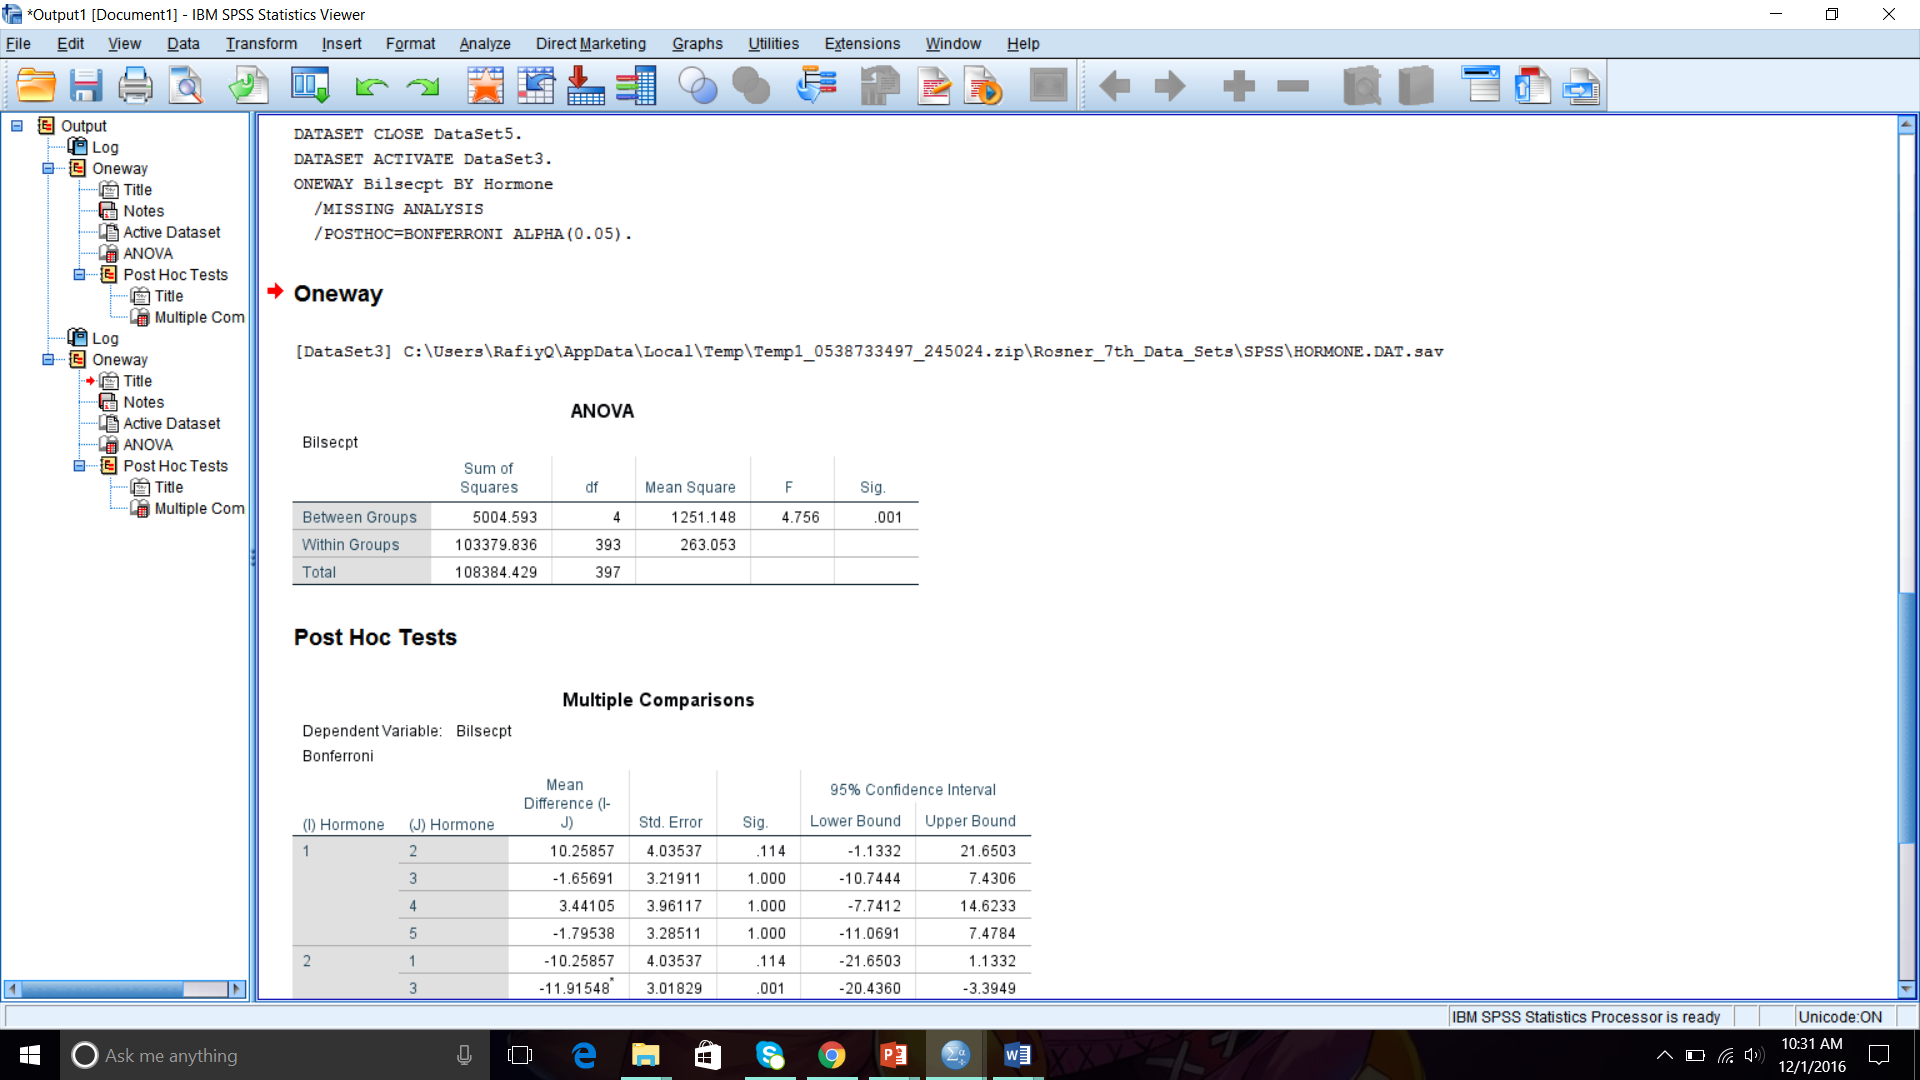 *Output1 [Document1] - IBM SPSS Statistics Viewer
File Edit View Data Transform Insert Format Analyze Direct Marketing Graphs Utilities Extensions Window Help
Output
Log
Oneway
Title
Notes
Active Dataset
ANOVA
Post Hoc Tests
Title
Multiple Com
Log
Oneway
Title
Notes
Active Dataset
ANOVA
Post Hoc Tests
Title
Multiple Com
DATASET CLOSE DataSet5.
DATASET ACTIVATE DataSet3.
ONEWAY Bilsecpt BY Hormone
/MISSING ANALYSIS
/POSTHOC=BONFERRONI ALPHA(0.05).
Oneway
[DataSet3] C:\Users\RafiyQ\AppData\Local\Temp\Temp1_0538733497_245024.zip\Rosner_7th_Data_Sets\SPSS\HORMONE.DAT.sav
ANOVA
Bilsecpt
Sum of Squares df Mean Square F Sig.
Between Groups 5004.593 4 1251.148 4.756 .001
Within Groups 103379.836 393 263.053
Total 108384.429 397
Post Hoc Tests
Multiple Comparisons
Dependent Variable: Bilsecpt
Bonferroni
(I) Hormone (J) Hormone Mean Difference (I-J) Std. Error Sig. 95% Confidence Interval
Lower Bound Upper Bound
1 2 10.25857 4.03537 .114 -1.1332 21.6503
3 -1.65691 3.21911 1.000 -10.7444 7.4306
4 3.44105 3.96117 1.000 -7.7412 14.6233
5 -1.79538 3.28511 1.000 -11.0691 7.4784
2 1 -10.25857 4.03537 .114 -21.6503 1.1332
3 -11.91548* 3.01829 .001 -20.4360 -3.3949
IBM SPSS Statistics Processor is ready Unicode:ON
Ask me anything
10:31 AM
12/1/2016